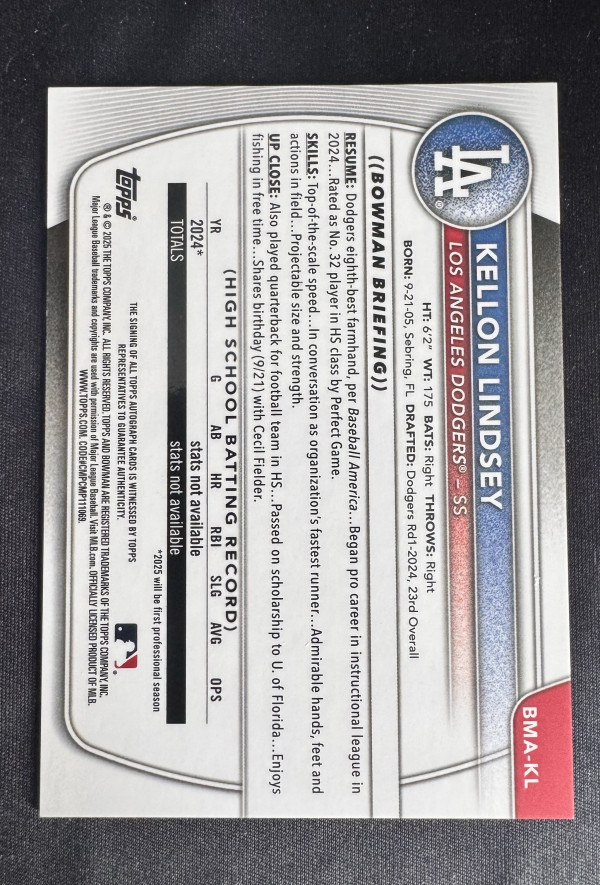 BMA-KL
KELLON LINDSEY
LA®
LOS ANGELES DODGERS® – SS
HT: 6'2" WT: 175 BATS: Right THROWS: Right
BORN: 9-21-05, Sebring, FL DRAFTED: Dodgers Rd1-2024, 23rd Overall
((BOWMAN BRIEFING))
RESUME: Dodgers eighth-best farmhand, per Baseball America...Began pro career in instructional league in
2024...Rated as No. 32 player in HS class by Perfect Game.
SKILLS: Top-of-the-scale speed...In conversation as organization's fastest runner...Admirable hands, feet and
actions in field...Projectable size and strength.
UP CLOSE: Also played quarterback for football team in HS...Passed on scholarship to U. of Florida...Enjoys
fishing in free time...Shares birthday (9/21) with Cecil Fielder.
(HIGH SCHOOL BATTING RECORD)
YR G AB HR RBI SLG AVG OPS
2024* stats not available
TOTALS stats not available
*2025 will be first professional season
topps®
THE SIGNING OF ALL TOPPS AUTOGRAPH CARDS IS WITNESSED BY TOPPS
REPRESENTATIVES TO GUARANTEE AUTHENTICITY.
® & © 2025 THE TOPPS COMPANY, INC. ALL RIGHTS RESERVED. TOPPS AND BOWMAN ARE REGISTERED TRADEMARKS OF THE TOPPS COMPANY, INC.
Major League Baseball trademarks and copyrights are used with permission of Major League Baseball. Visit MLB.com. OFFICIALLY LICENSED PRODUCT OF MLB.
WWW.TOPPS.COM. CODE#CMPCMP111069.